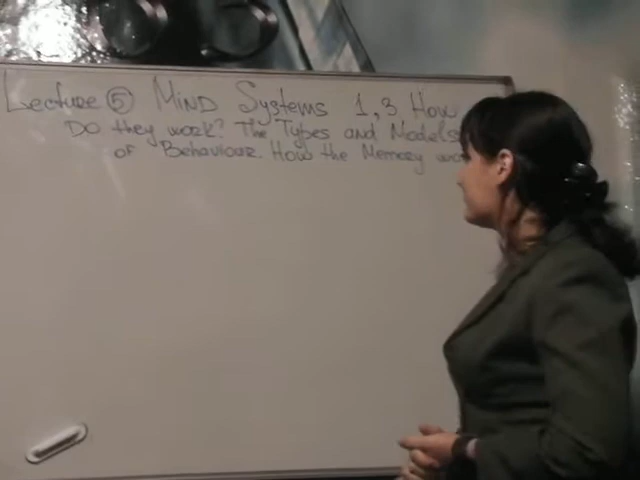 Lecture 5 Mind Systems 1,3 How
Do they work? The Types and Models
of Behaviour. How the Memory